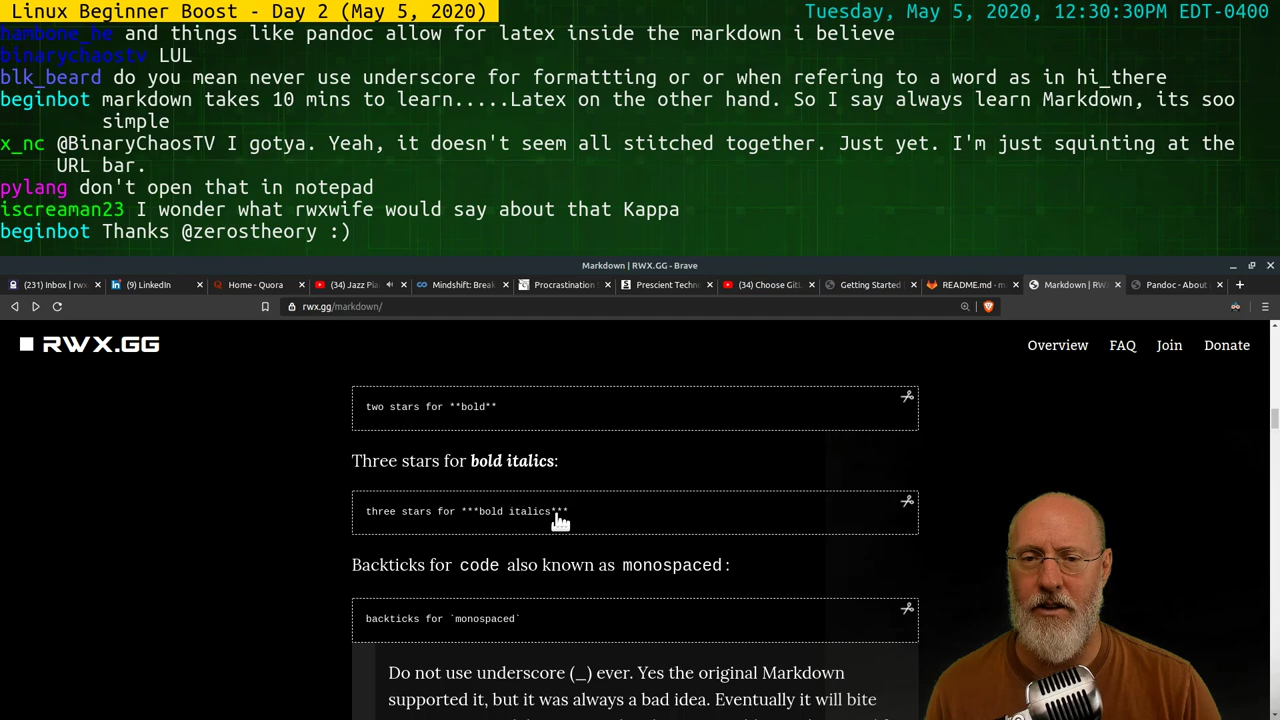 Linux Beginner Boost - Day 2 (May 5, 2020)
Tuesday, May 5, 2020, 12:30:30PM EDT-0400
hambone_he and things like pandoc allow for latex inside the markdown i believe
binarychaostv LUL
blk_beard do you mean never use underscore for formattting or or when refering to a word as in hi_there
beginbot markdown takes 10 mins to learn.....Latex on the other hand. So I say always learn Markdown, its soo
simple
x_nc @BinaryChaosTV I gotya. Yeah, it doesn't seem all stitched together. Just yet. I'm just squinting at the
URL bar.
pylang don't open that in notepad
iscreaman23 I wonder what rwxwife would say about that Kappa
beginbot Thanks @zerostheory :)
Markdown | RWX.GG - Brave
(231) Inbox | rwx
(9) LinkedIn
Home - Quora
(34) Jazz Pia
Mindshift: Break
Procrastination
Prescient Techn
(34) Choose Git
Getting Started
README.md - m
Markdown | RW
Pandoc - About
rwx.gg/markdown/
RWX.GG
Overview FAQ Join Donate
two stars for **bold**
Three stars for bold italics:
three stars for ***bold italics***
Backticks for code also known as monospaced:
backticks for `monospaced`
Do not use underscore (_) ever. Yes the original Markdown
supported it, but it was always a bad idea. Eventually it will bite